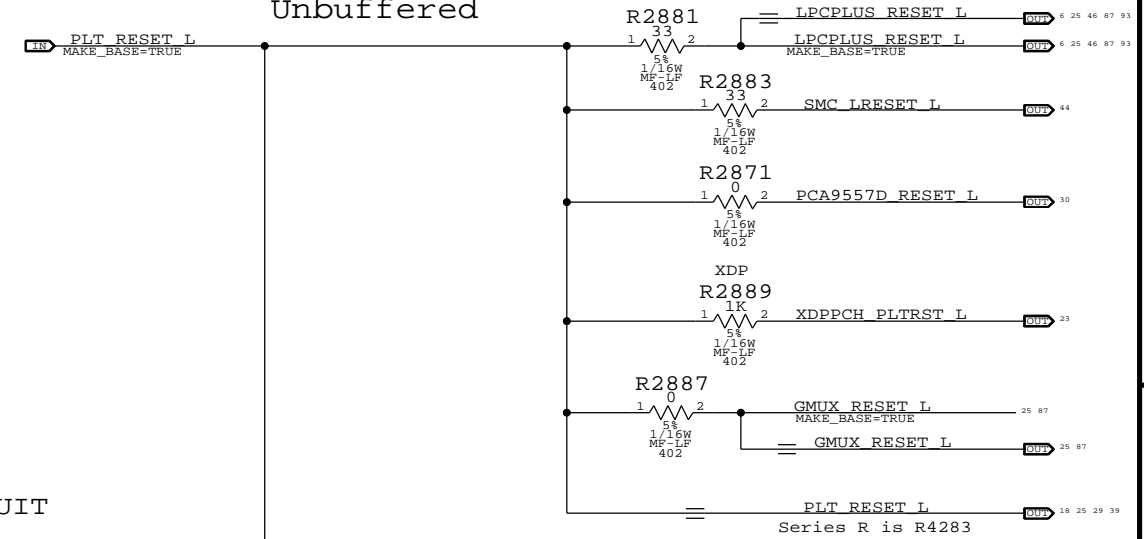 Unbuffered
IN PLT_RESET_L
MAKE_BASE=TRUE
R2881
33
1 2
5%
1/16W
MF-LF
402
LPCPLUS_RESET_L OUT 6 25 46 87 93
LPCPLUS_RESET_L OUT 6 25 46 87 93
MAKE_BASE=TRUE
R2883
33
1 2 SMC_LRESET_L OUT 44
5%
1/16W
MF-LF
402
R2871
0
1 2 PCA9557D_RESET_L OUT 30
5%
1/16W
MF-LF
402
XDP
R2889
1K
1 2 XDPPCH_PLTRST_L OUT 23
5%
1/16W
MF-LF
402
R2887
0
1 2
5%
1/16W
MF-LF
402
GMUX_RESET_L 25 87
MAKE_BASE=TRUE
GMUX_RESET_L OUT 25 87
UIT
PLT_RESET_L OUT 18 25 29 39
Series R is R4283